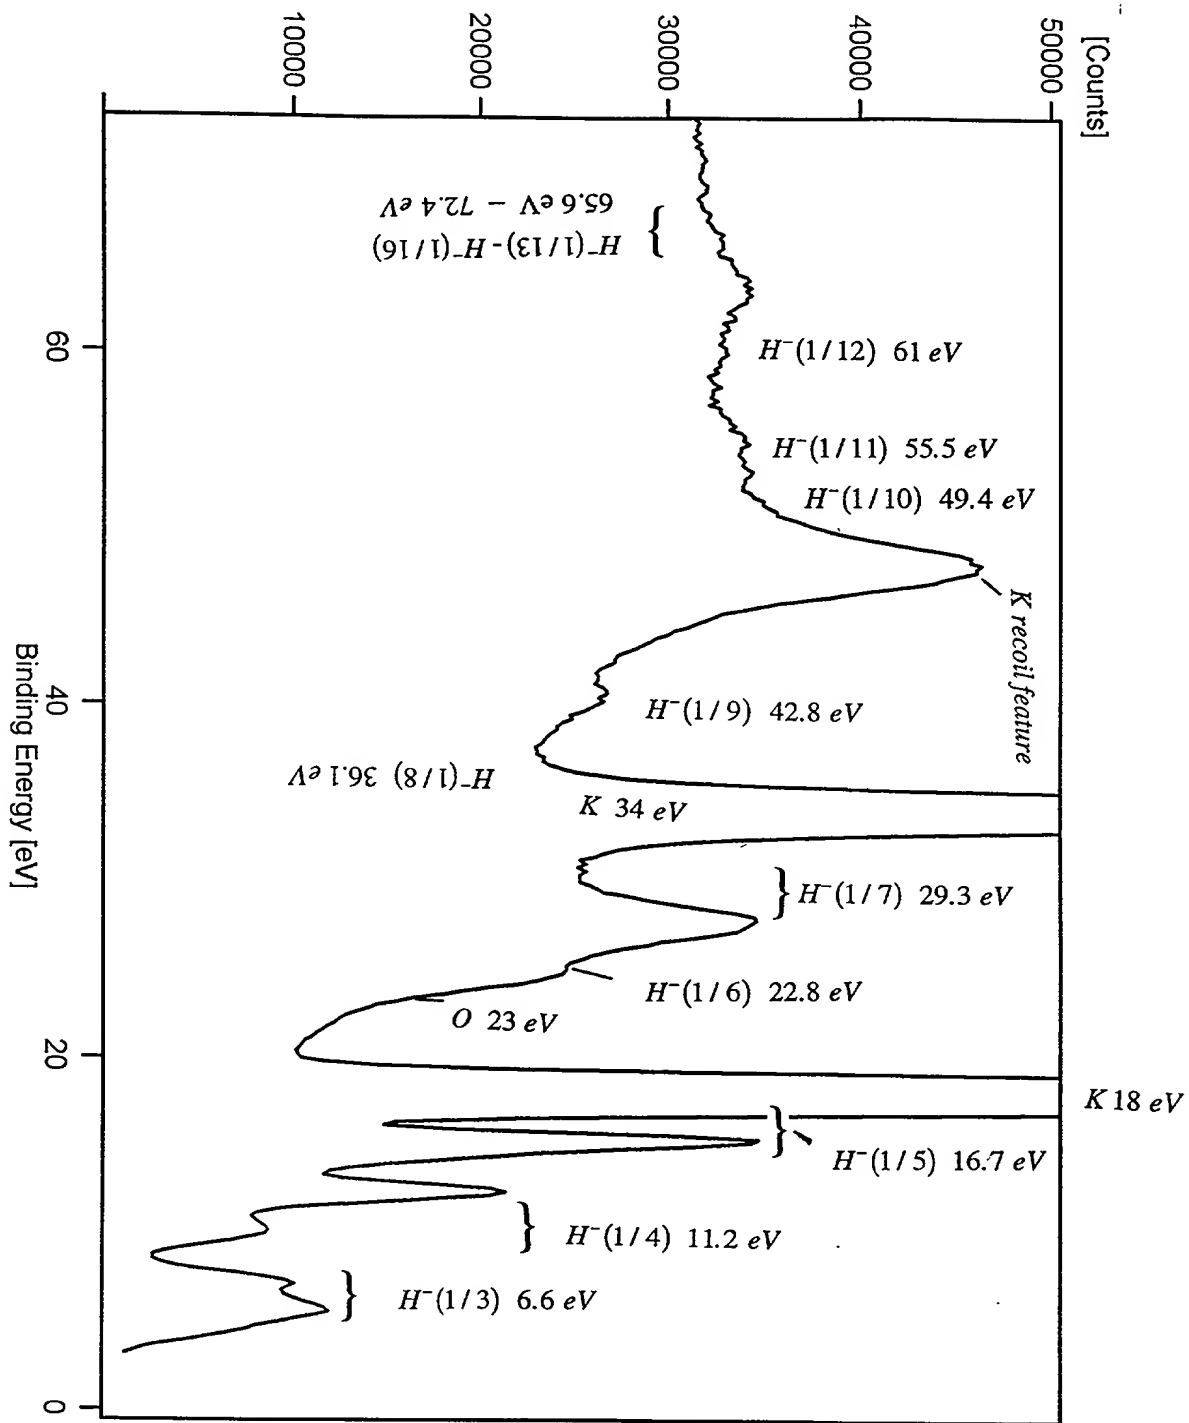 [Counts]
10000
20000
30000
40000
50000
65.6 eV – 72.4 eV
H⁻(1/13) - H⁻(1/16)
60
H⁻(1/12) 61 eV
H⁻(1/11) 55.5 eV
H⁻(1/10) 49.4 eV
K recoil feature
40
H⁻(1/9) 42.8 eV
H⁻(1/8) 36.1 eV
K 34 eV
H⁻(1/7) 29.3 eV
H⁻(1/6) 22.8 eV
O 23 eV
20
K 18 eV
H⁻(1/5) 16.7 eV
H⁻(1/4) 11.2 eV
H⁻(1/3) 6.6 eV
0
Binding Energy [eV]